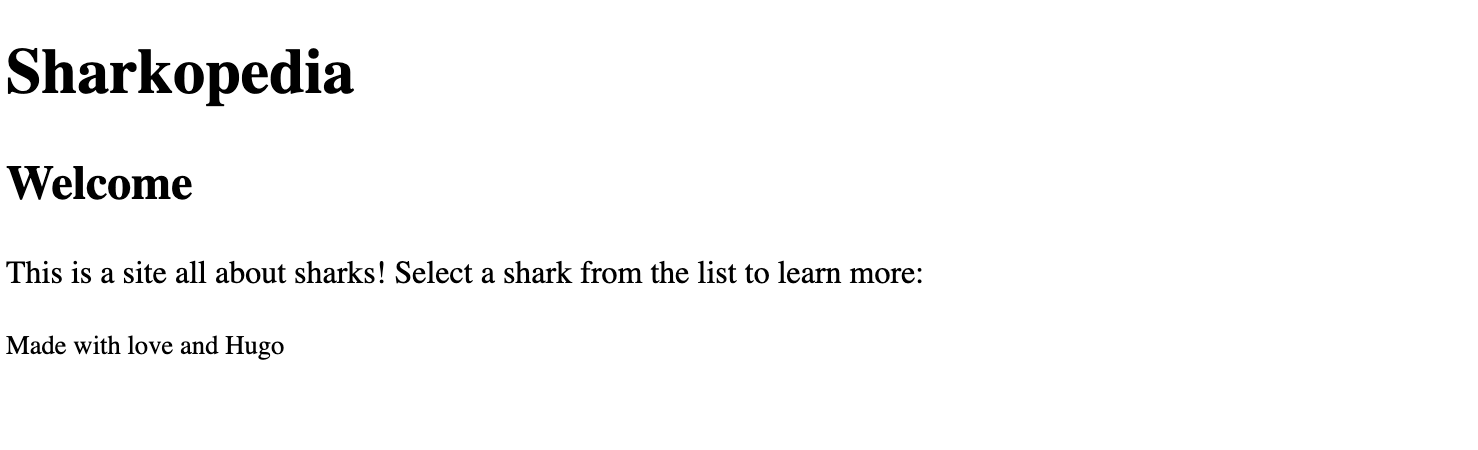 Sharkopedia
Welcome
This is a site all about sharks! Select a shark from the list to learn more:
Made with love and Hugo